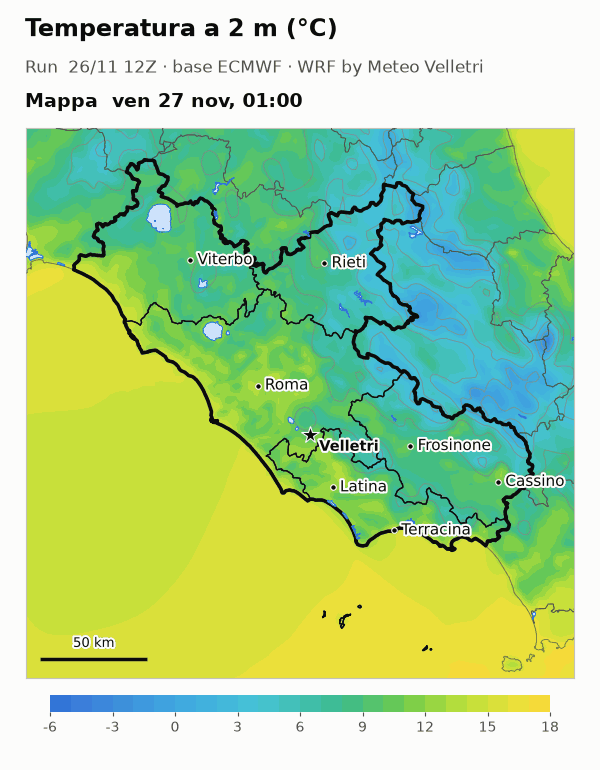 Temperatura a 2 m (°C)
Run  26/11 12Z · base ECMWF · WRF by Meteo Velletri
Mappa  ven 27 nov, 01:00
Viterbo
Rieti
Roma
Velletri
Frosinone
Cassino
Latina
Terracina
50 km
-6 -3 0 3 6 9 12 15 18